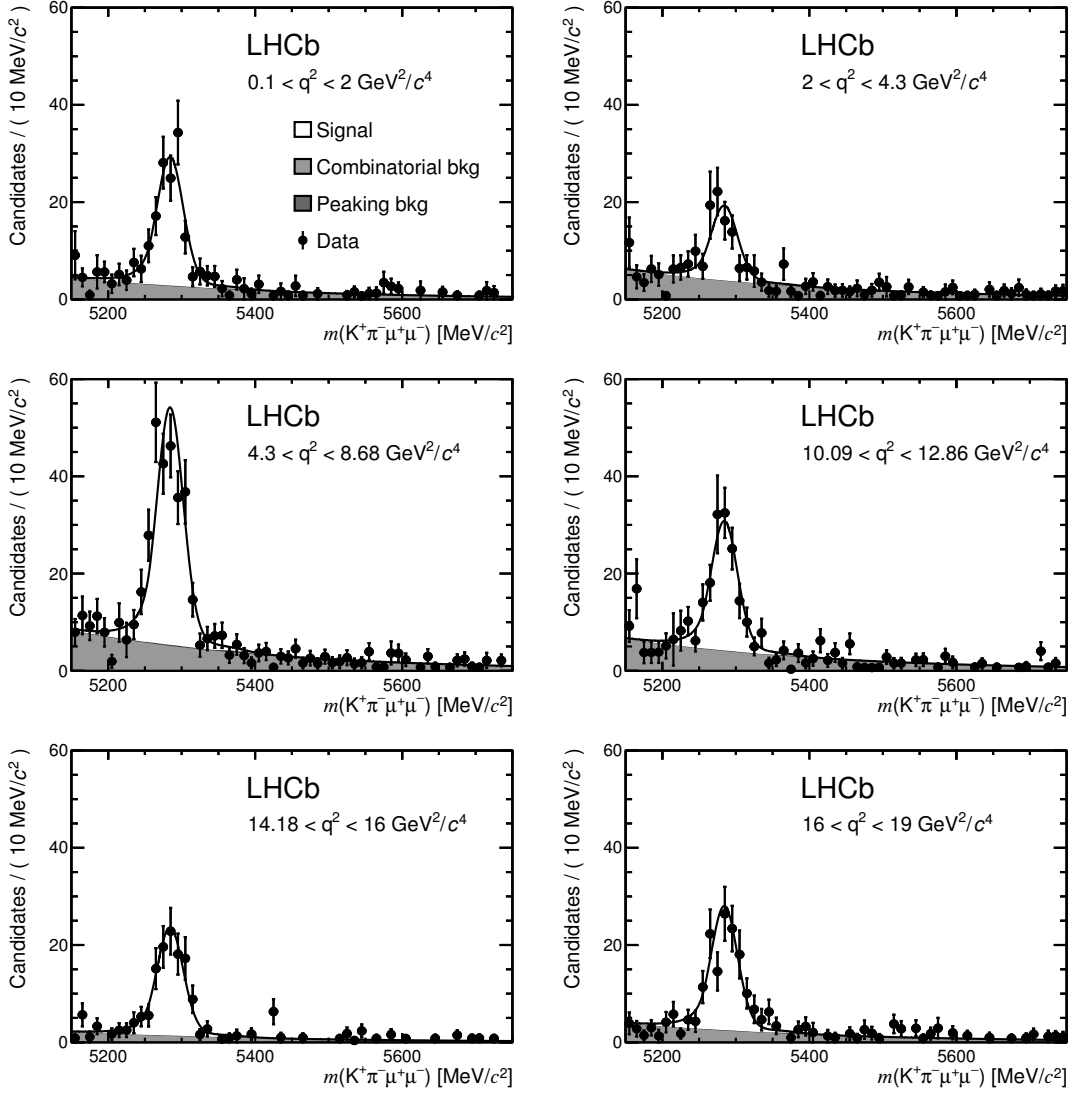 Candidates / ( 10 MeV/c² )
60
40
20
0
LHCb
0.1 < q² < 2 GeV²/c⁴
Signal
Combinatorial bkg
Peaking bkg
Data
5200
5400
5600
m(K⁺π⁻μ⁺μ⁻) [MeV/c²]
Candidates / ( 10 MeV/c² )
60
40
20
0
LHCb
2 < q² < 4.3 GeV²/c⁴
5200
5400
5600
m(K⁺π⁻μ⁺μ⁻) [MeV/c²]
Candidates / ( 10 MeV/c² )
60
40
20
0
LHCb
4.3 < q² < 8.68 GeV²/c⁴
5200
5400
5600
m(K⁺π⁻μ⁺μ⁻) [MeV/c²]
Candidates / ( 10 MeV/c² )
60
40
20
0
LHCb
10.09 < q² < 12.86 GeV²/c⁴
5200
5400
5600
m(K⁺π⁻μ⁺μ⁻) [MeV/c²]
Candidates / ( 10 MeV/c² )
60
40
20
0
LHCb
14.18 < q² < 16 GeV²/c⁴
5200
5400
5600
m(K⁺π⁻μ⁺μ⁻) [MeV/c²]
Candidates / ( 10 MeV/c² )
60
40
20
0
LHCb
16 < q² < 19 GeV²/c⁴
5200
5400
5600
m(K⁺π⁻μ⁺μ⁻) [MeV/c²]